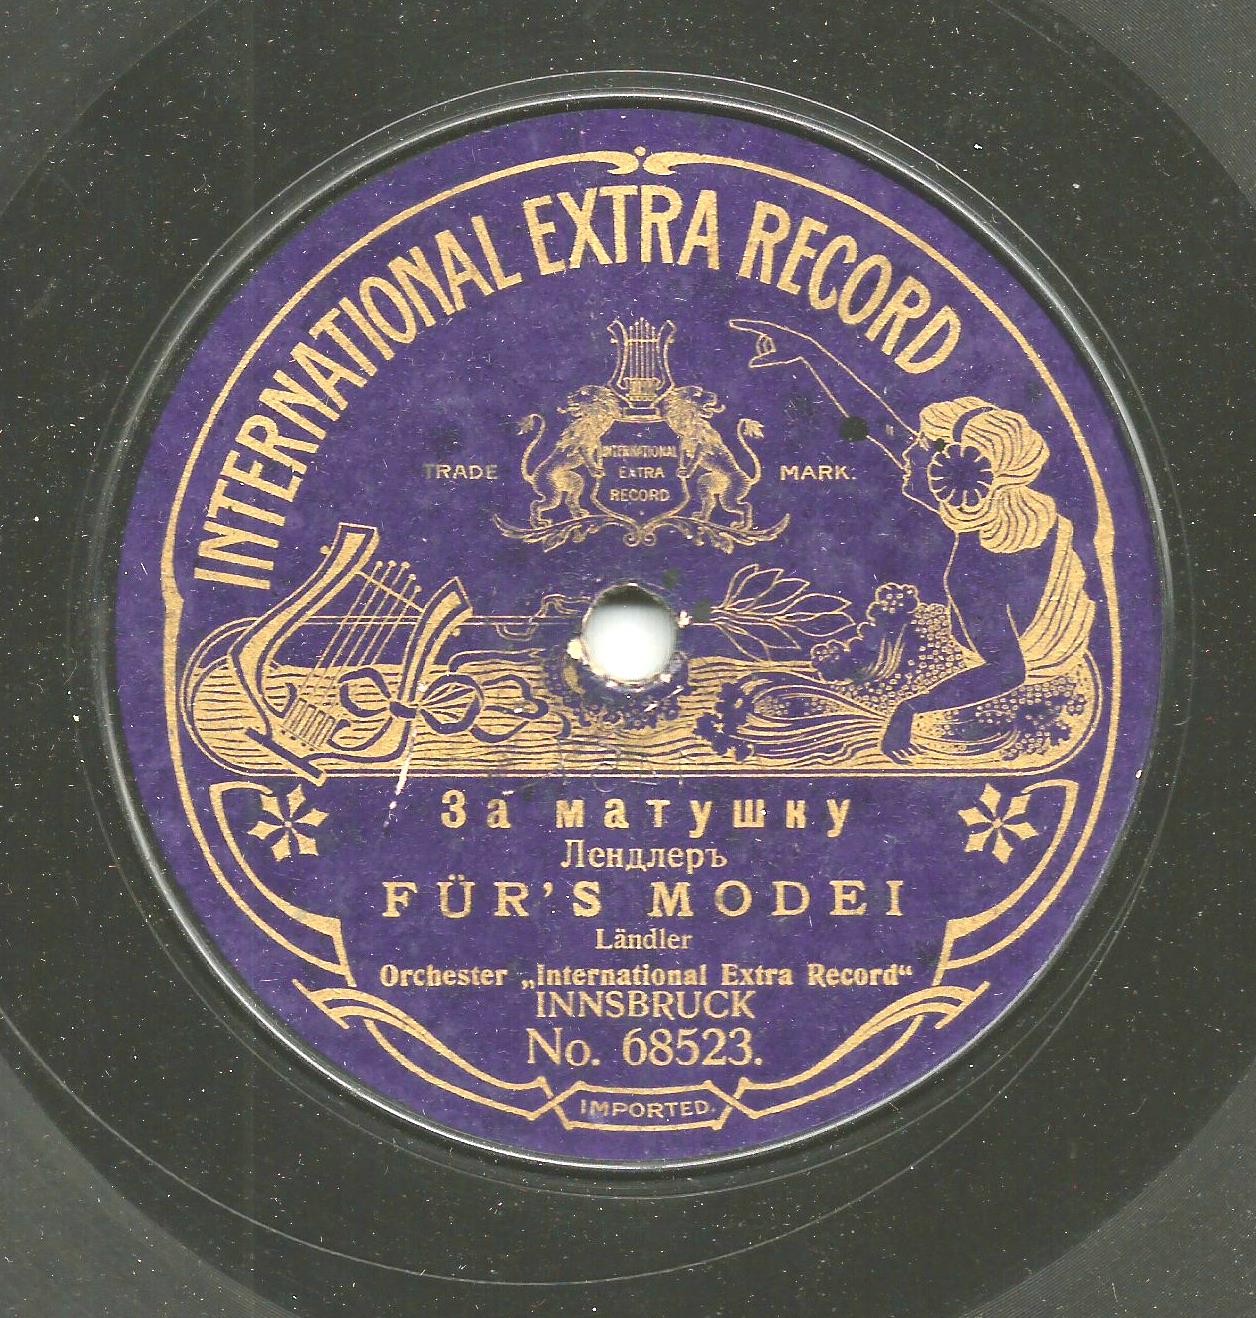 INTERNATIONAL EXTRA RECORD
TRADE MARK.
INTERNATIONAL
EXTRA
RECORD
За матушку
Лендлеръ
FÜR'S MODEI
Ländler
Orchester „International Extra Record“
INNSBRUCK
No. 68523.
IMPORTED.